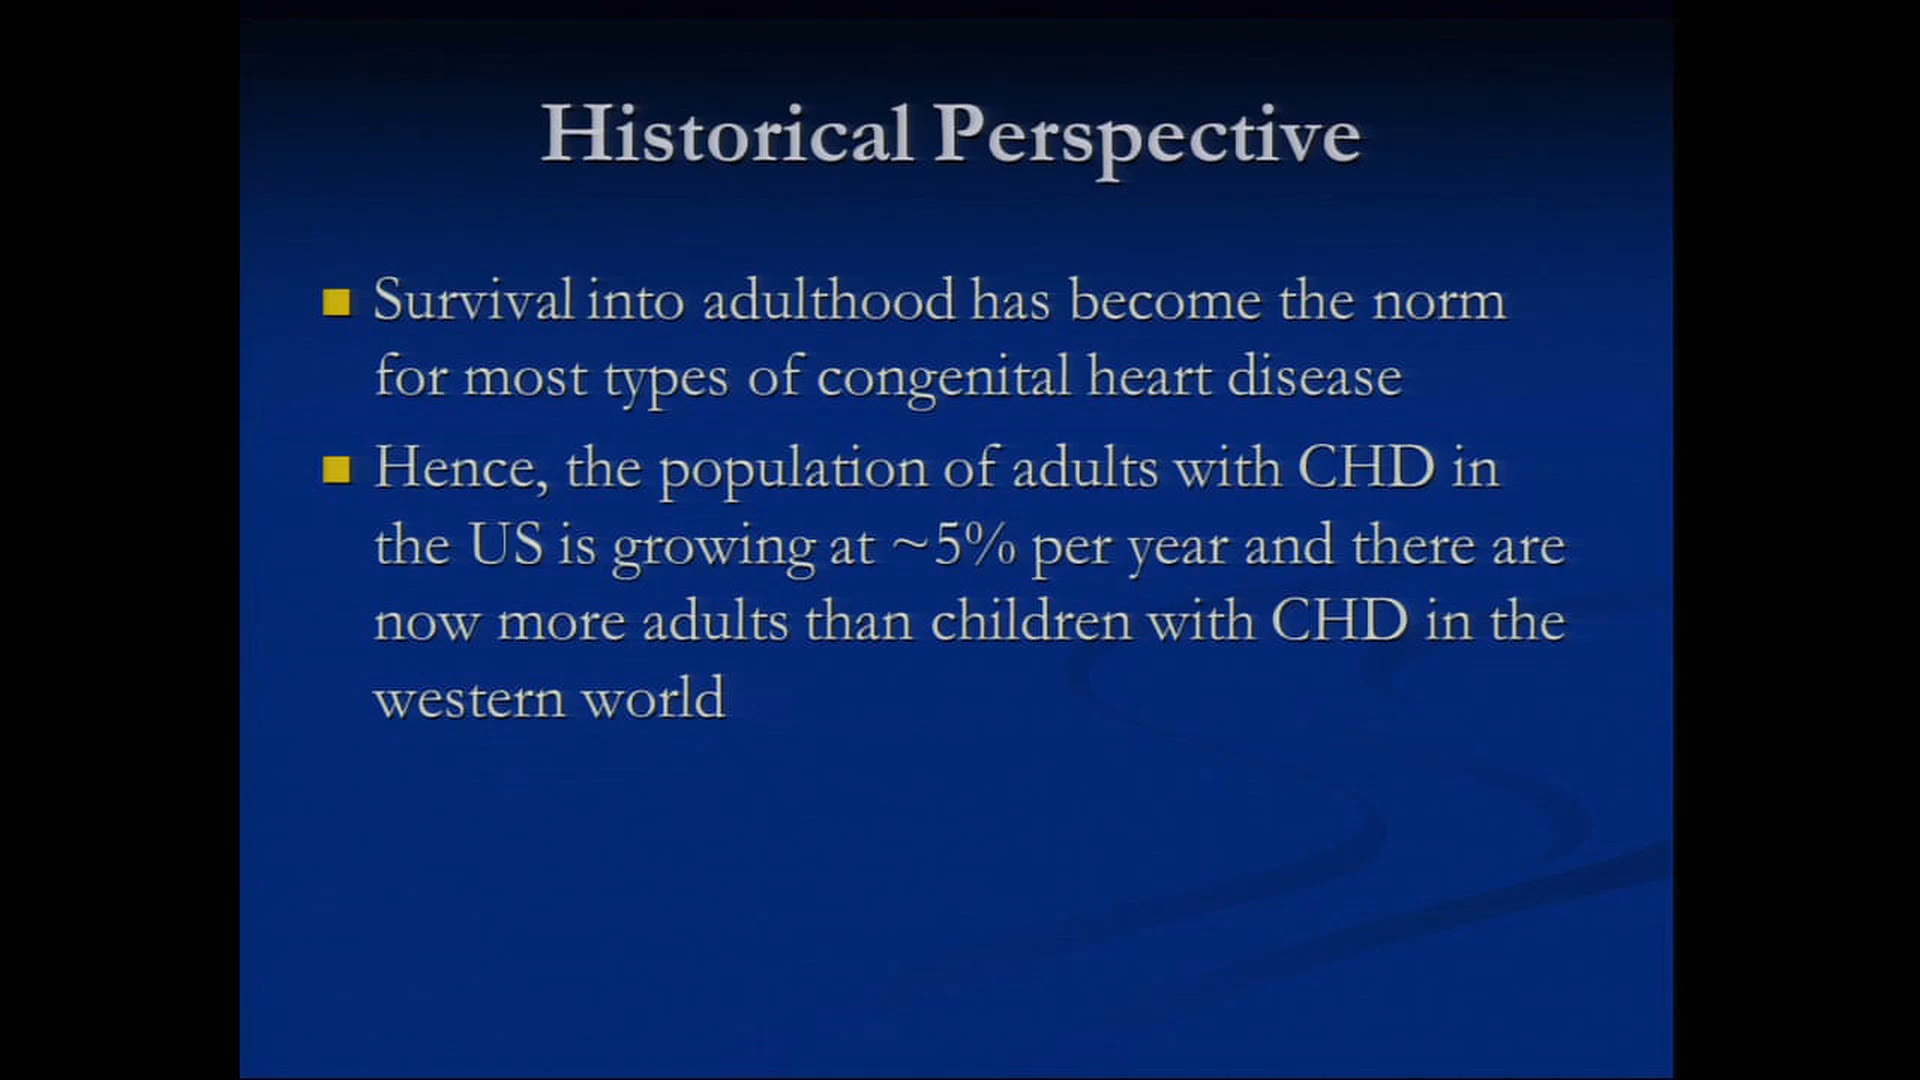 Historical Perspective
Survival into adulthood has become the norm
for most types of congenital heart disease
Hence, the population of adults with CHD in
the US is growing at ~5% per year and there are
now more adults than children with CHD in the
western world